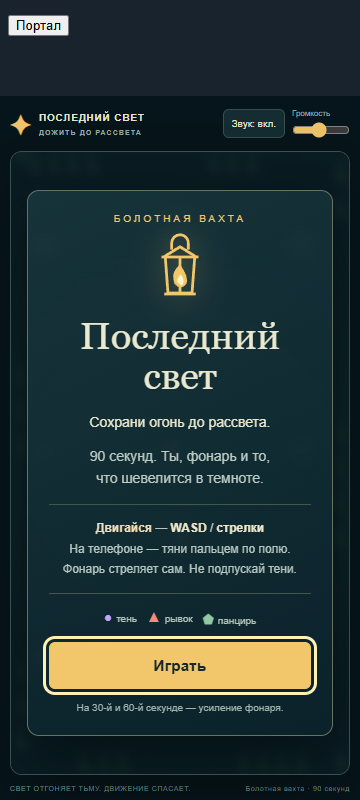 Портал
ПОСЛЕДНИЙ СВЕТ
ДОЖИТЬ ДО РАССВЕТА
Звук: вкл.
Громкость
БОЛОТНАЯ ВАХТА
Последний
свет
Сохрани огонь до рассвета.
90 секунд. Ты, фонарь и то,
что шевелится в темноте.
Двигайся — WASD / стрелки
На телефоне — тяни пальцем по полю.
Фонарь стреляет сам. Не подпускай тени.
тень рывок панцирь
Играть
На 30-й и 60-й секунде — усиление фонаря.
СВЕТ ОТГОНЯЕТ ТЬМУ. ДВИЖЕНИЕ СПАСАЕТ.
Болотная вахта · 90 секунд